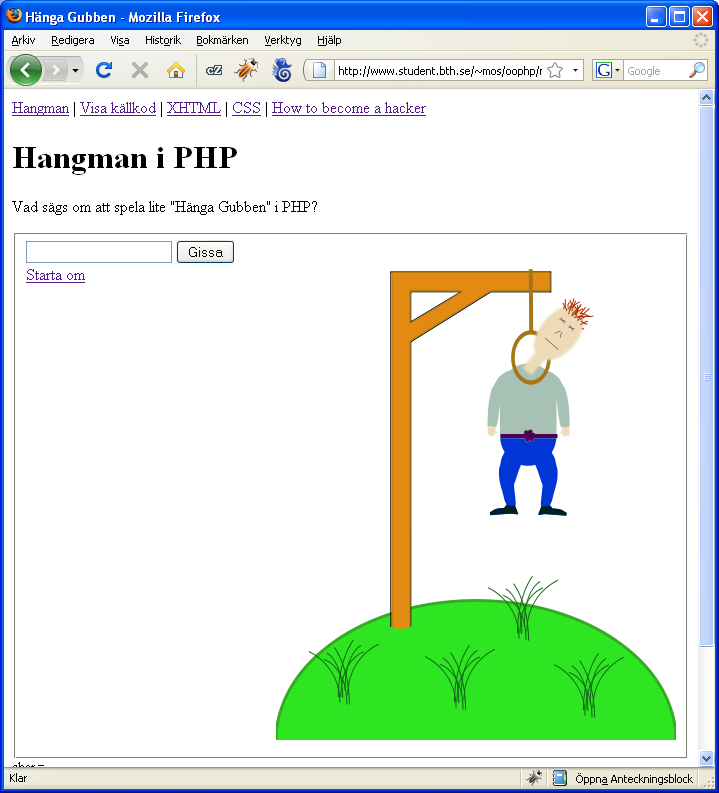 Hänga Gubben - Mozilla Firefox
Arkiv Redigera Visa Historik Bokmärken Verktyg Hjälp
http://www.student.bth.se/~mos/oophp/ Google
Hangman | Visa källkod | XHTML | CSS | How to become a hacker
Hangman i PHP
Vad sägs om att spela lite "Hänga Gubben" i PHP?
Gissa
Starta om
Klar Öppna Anteckningsblock